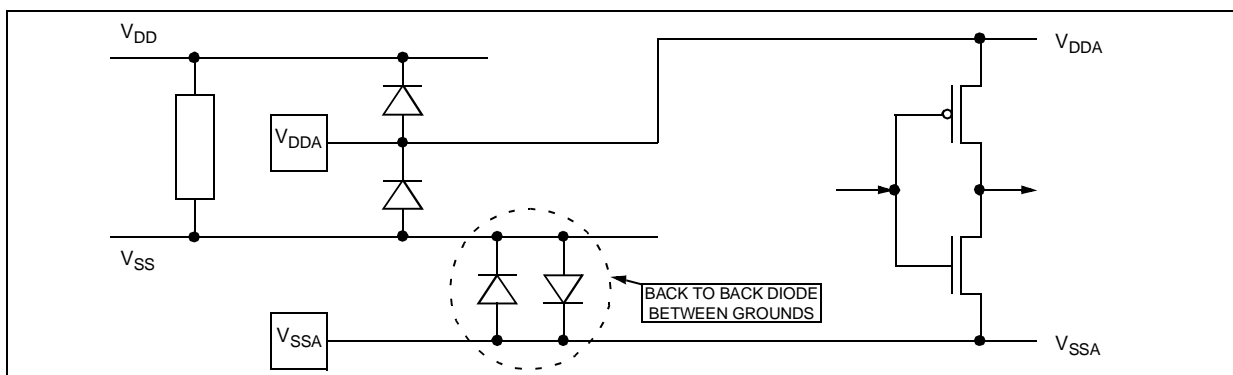 VDD
VDDA
VDDA
VSS
BACK TO BACK DIODE
BETWEEN GROUNDS
VSSA
VSSA